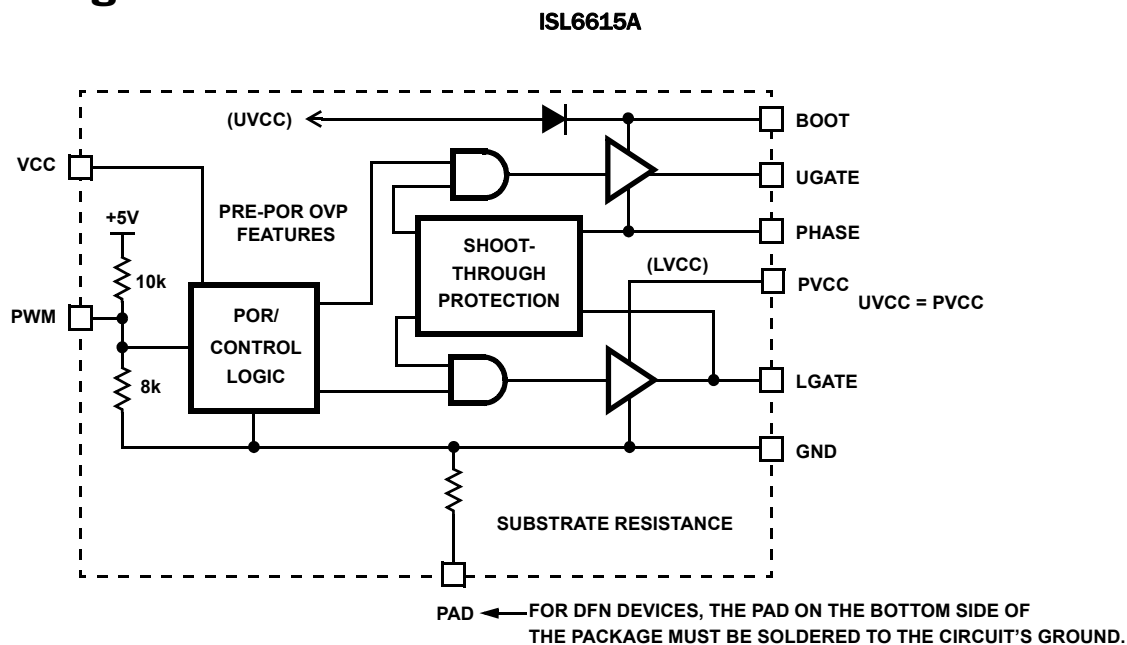 ISL6615A
(UVCC)
BOOT
VCC
UGATE
+5V
PRE-POR OVP
FEATURES
PHASE
SHOOT-
THROUGH
PROTECTION
(LVCC)
10k
PVCC
UVCC = PVCC
PWM
POR/
CONTROL
LOGIC
8k
LGATE
GND
SUBSTRATE RESISTANCE
PAD
FOR DFN DEVICES, THE PAD ON THE BOTTOM SIDE OF
THE PACKAGE MUST BE SOLDERED TO THE CIRCUIT'S GROUND.